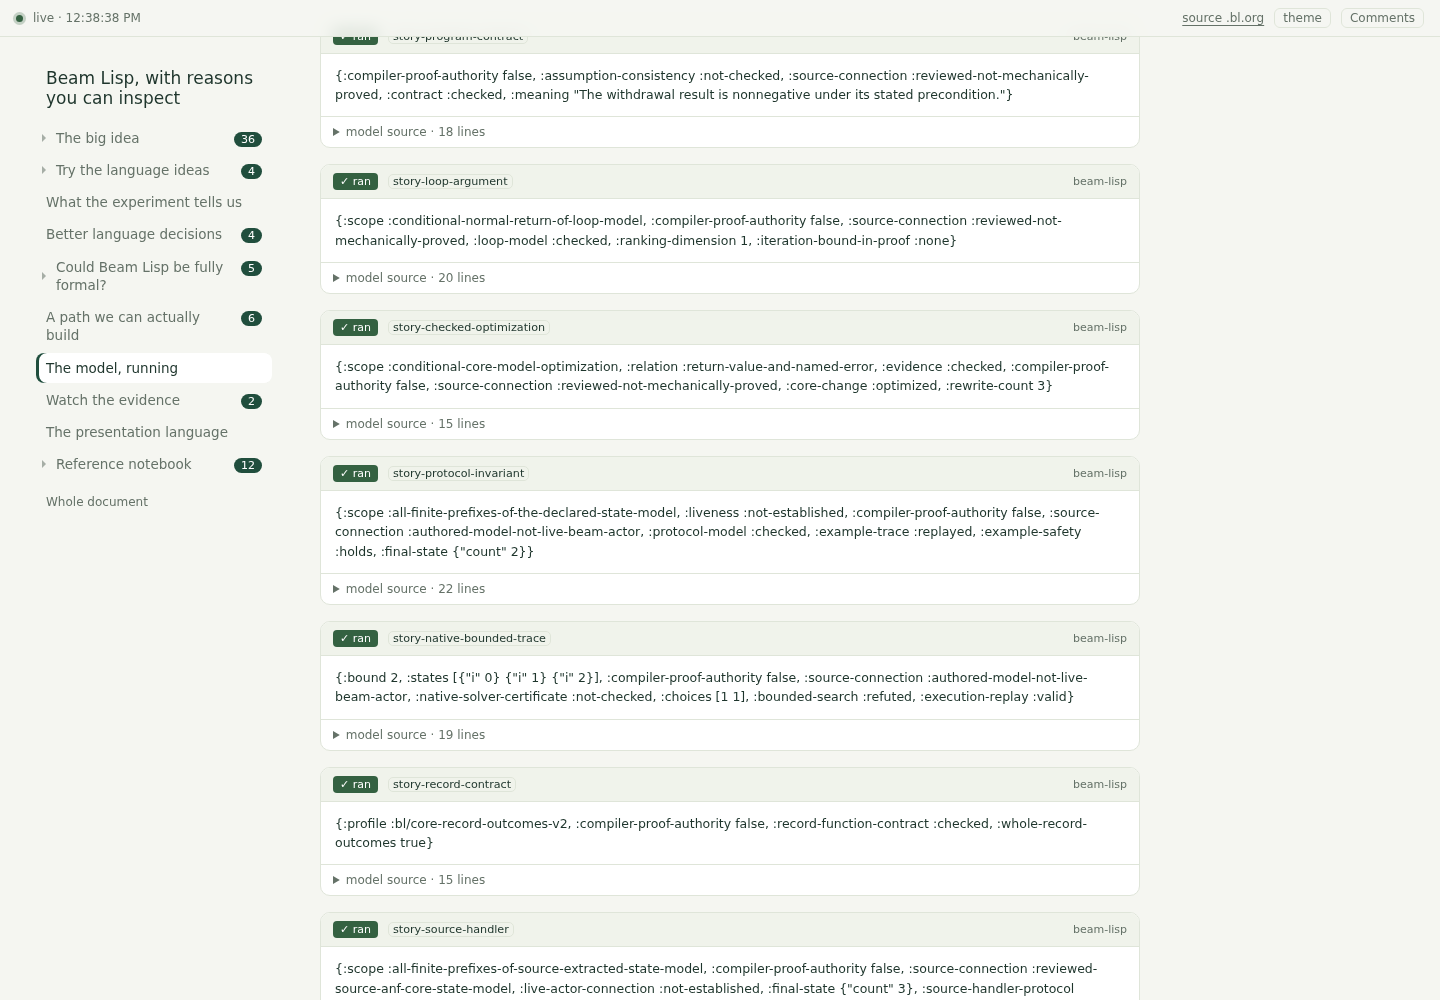 live · 12:38:38 PM
source .bl.org
theme
Comments
Beam Lisp, with reasons
you can inspect
The big idea 36
Try the language ideas 4
What the experiment tells us
Better language decisions 4
Could Beam Lisp be fully 5
formal?
A path we can actually 6
build
The model, running
Watch the evidence 2
The presentation language
Reference notebook 12
Whole document
✓ ran story-program-contract beam-lisp
{:compiler-proof-authority false, :assumption-consistency :not-checked, :source-connection :reviewed-not-mechanically-
proved, :contract :checked, :meaning "The withdrawal result is nonnegative under its stated precondition."}
model source · 18 lines
✓ ran story-loop-argument beam-lisp
{:scope :conditional-normal-return-of-loop-model, :compiler-proof-authority false, :source-connection :reviewed-not-
mechanically-proved, :loop-model :checked, :ranking-dimension 1, :iteration-bound-in-proof :none}
model source · 20 lines
✓ ran story-checked-optimization beam-lisp
{:scope :conditional-core-model-optimization, :relation :return-value-and-named-error, :evidence :checked, :compiler-proof-
authority false, :source-connection :reviewed-not-mechanically-proved, :core-change :optimized, :rewrite-count 3}
model source · 15 lines
✓ ran story-protocol-invariant beam-lisp
{:scope :all-finite-prefixes-of-the-declared-state-model, :liveness :not-established, :compiler-proof-authority false, :source-
connection :authored-model-not-live-beam-actor, :protocol-model :checked, :example-trace :replayed, :example-safety
:holds, :final-state {"count" 2}}
model source · 22 lines
✓ ran story-native-bounded-trace beam-lisp
{:bound 2, :states [{"i" 0} {"i" 1} {"i" 2}], :compiler-proof-authority false, :source-connection :authored-model-not-live-
beam-actor, :native-solver-certificate :not-checked, :choices [1 1], :bounded-search :refuted, :execution-replay :valid}
model source · 19 lines
✓ ran story-record-contract beam-lisp
{:profile :bl/core-record-outcomes-v2, :compiler-proof-authority false, :record-function-contract :checked, :whole-record-
outcomes true}
model source · 15 lines
✓ ran story-source-handler beam-lisp
{:scope :all-finite-prefixes-of-source-extracted-state-model, :compiler-proof-authority false, :source-connection :reviewed-
source-anf-core-state-model, :live-actor-connection :not-established, :final-state {"count" 3}, :source-handler-protocol